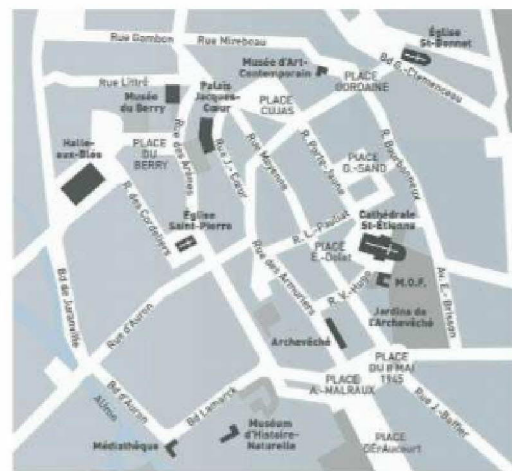 Rue Gambon
Rue Mirebeau
Église
St-Bonnet
Bd G.-Clemenceau
Musée d'Art-
Contemporain
PLACE
GORDAINE
Rue Littré
Musée
du Berry
Palais
Jacques-
Cœur
PLACE
CUJAS
Halle-
aux-Blés
PLACE
DU
BERRY
Rue des Arènes
Rue J.-Cœur
Rue Moyenne
R. Porte-Jaune
R. Bourbonnoux
PLACE
G.-SAND
R. des Cordeliers
Église
Saint-Pierre
R. L.-Pauliat
Cathédrale
St-Étienne
PLACE
E.-Dolet
Rue des Armuriers
R. V.-Hugo
M.O.F.
Av. E.-Brisson
Bd de Juranville
Rue d'Auron
Jardins de
L'Archevêché
Archevêché
PLACE
DU 8 MAI
1945
PLACE
A.-MALRAUX
Rue J.-Baffier
Bd d'Auron
Bd Lamarck
Médiathèque
Muséum
d'Histoire-
Naturelle
PLACE